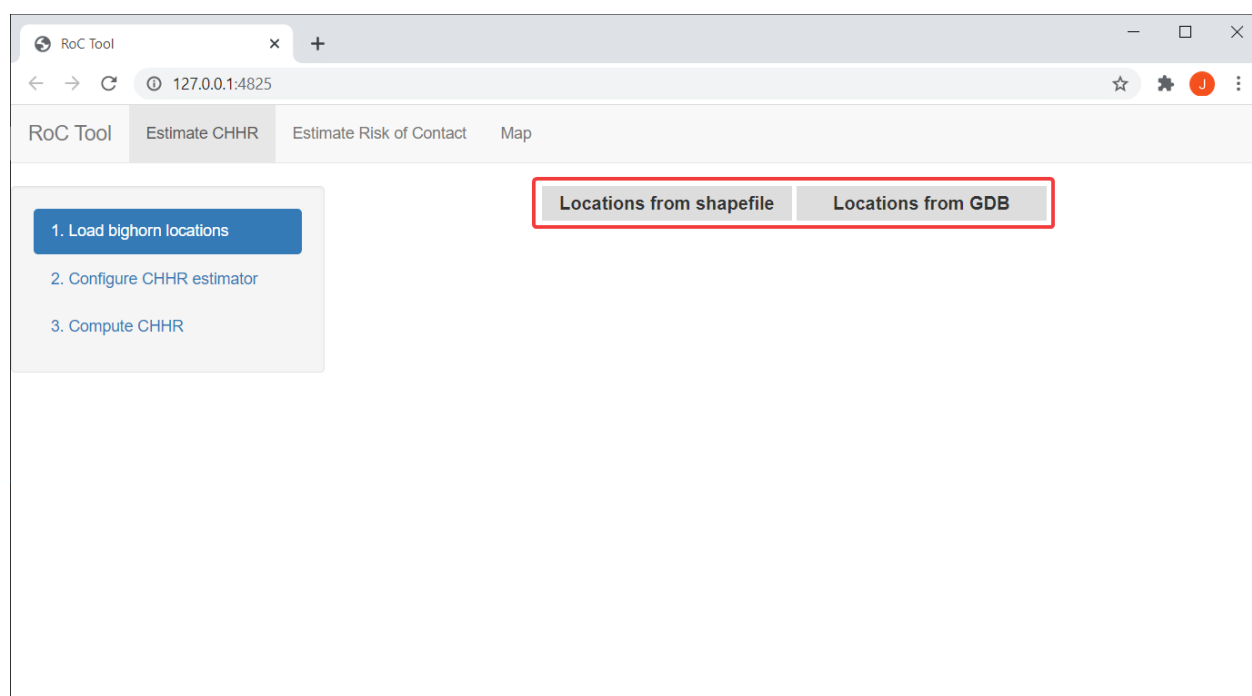 RoC Tool
127.0.0.1:4825
J
RoC Tool Estimate CHHR Estimate Risk of Contact Map
Locations from shapefile Locations from GDB
1. Load bighorn locations
2. Configure CHHR estimator
3. Compute CHHR